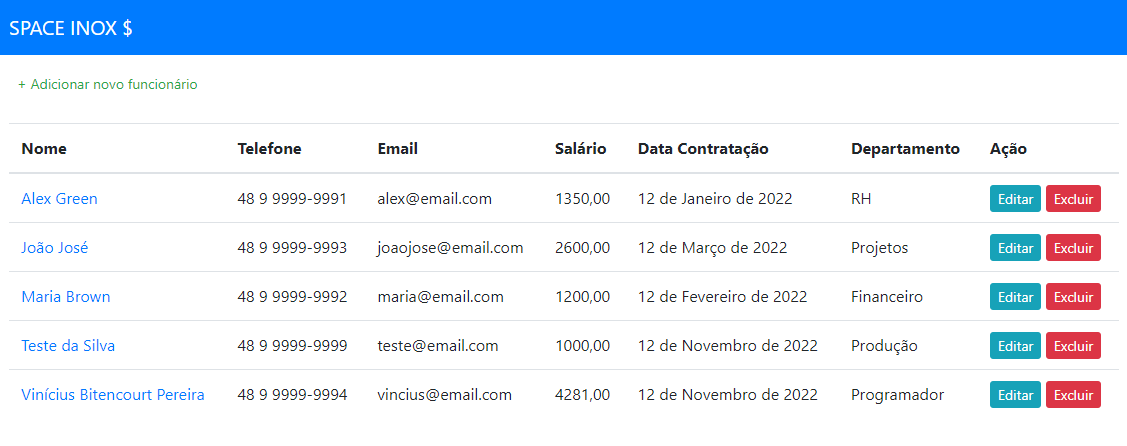 SPACE INOX $
+ Adicionar novo funcionário
Nome Telefone Email Salário Data Contratação Departamento Ação
Alex Green 48 9 9999-9991 alex@email.com 1350,00 12 de Janeiro de 2022 RH Editar Excluir
João José 48 9 9999-9993 joaojose@email.com 2600,00 12 de Março de 2022 Projetos Editar Excluir
Maria Brown 48 9 9999-9992 maria@email.com 1200,00 12 de Fevereiro de 2022 Financeiro Editar Excluir
Teste da Silva 48 9 9999-9999 teste@email.com 1000,00 12 de Novembro de 2022 Produção Editar Excluir
Vinícius Bitencourt Pereira 48 9 9999-9994 vincius@email.com 4281,00 12 de Novembro de 2022 Programador Editar Excluir